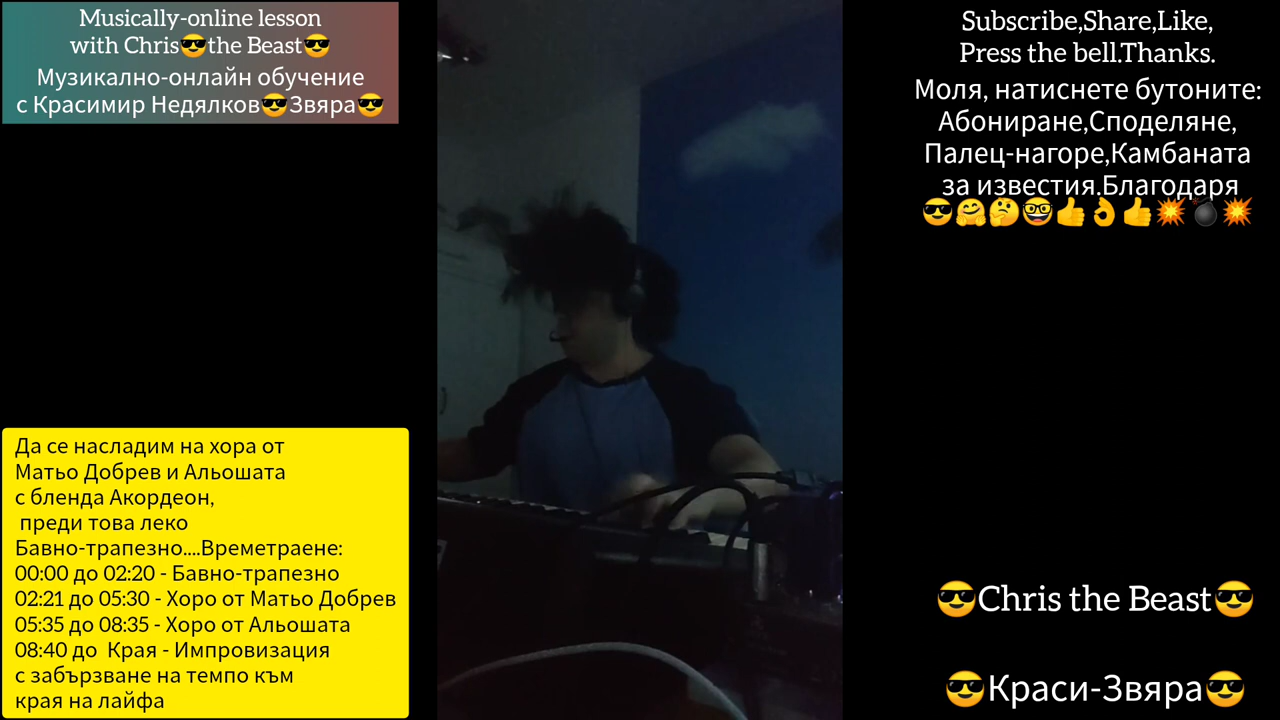 Musically-online lesson
with Chris😎the Beast😎
Музикално-онлайн обучение
с Красимир Недялков😎Звяра😎
Subscribe,Share,Like,
Press the bell.Thanks.
Моля, натиснете бутоните:
Абониране,Споделяне,
Палец-нагоре,Камбаната
за известия.Благодаря
😎🤗🤔🤓👍👌👍💥💣💥
Да се насладим на хора от
Матьо Добрев и Альошата
с бленда Акордеон,
преди това леко
Бавно-трапезно....Времетраене:
00:00 до 02:20 - Бавно-трапезно
02:21 до 05:30 - Хоро от Матьо Добрев
05:35 до 08:35 - Хоро от Альошата
08:40 до Края - Импровизация
с забързване на темпо към
края на лайфа
😎Chris the Beast😎
😎Краси-Звяра😎